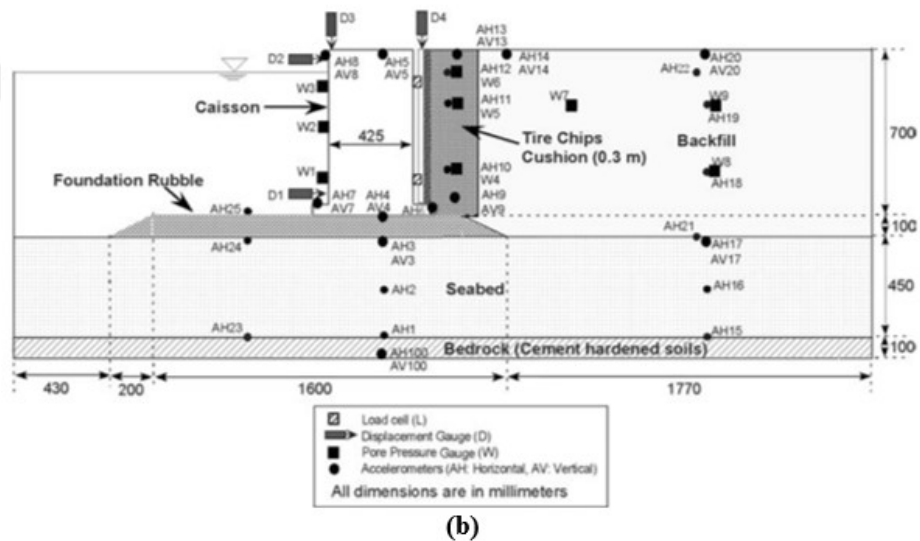 D3
D4
AH13
AV13
D2
AH8
AV8
AH5
AV5
AH14
AV14
AH20
AH22
AV20
AH12
W6
W3
Caisson
AH11
W5
W7
W9
AH19
W2
425
Tire Chips
Cushion (0.3 m)
Backfill
700
W1
AH10
W4
W8
AH18
Foundation Rubble
D1
AH7
AV7
AH4
AV4
AH9
AV9
AH25
AH24
AH3
AV3
AH21
AH17
AV17
100
AH2
Seabed
AH16
450
AH23
AH1
AH15
Bedrock (Cement hardened soils)
AH100
AV100
100
430
200
1600
1770
Load cell (L)
Displacement Gauge (D)
Pore Pressure
Gauge (W)
Accelerometers (AH: Horizontal, AV: Vertical)
All dimensions are in millimeters
(b)